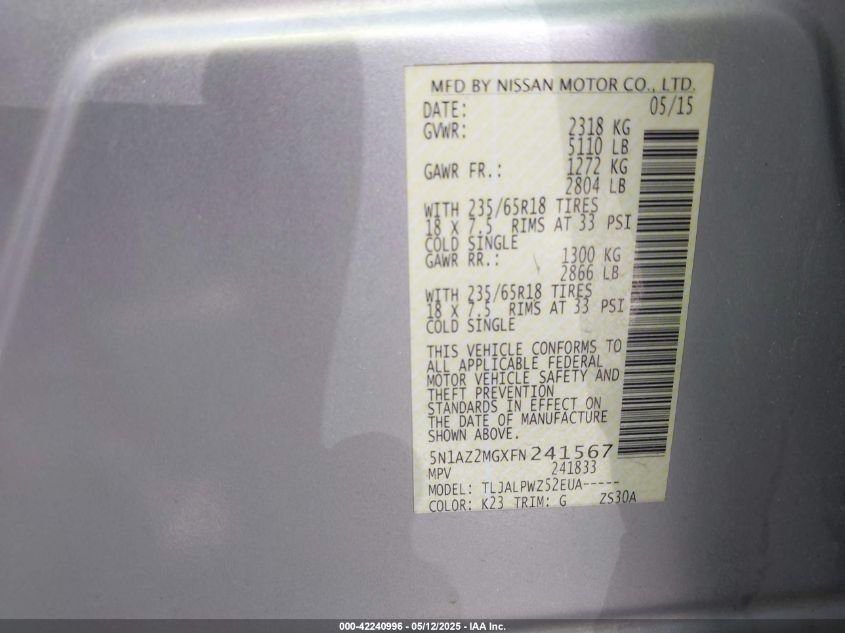 MFD BY NISSAN MOTOR CO., LTD.
DATE: 05/15
GVWR: 2318 KG
5110 LB
GAWR FR.: 1272 KG
2804 LB
WITH 235/65R18 TIRES
18 X 7.5 RIMS AT 33 PSI
COLD SINGLE
GAWR RR.: 1300 KG
2866 LB
WITH 235/65R18 TIRES
18 X 7.5 RIMS AT 33 PSI
COLD SINGLE
THIS VEHICLE CONFORMS TO
ALL APPLICABLE FEDERAL
MOTOR VEHICLE SAFETY AND
THEFT PREVENTION
STANDARDS IN EFFECT ON
THE DATE OF MANUFACTURE
SHOWN ABOVE.
5N1AZ2MGXFN241567
MPV 241833
MODEL: TLJALPWZ52EUA-----
COLOR: K23 TRIM: G ZS30A
000-42240996 - 05/12/2025 - IAA Inc.